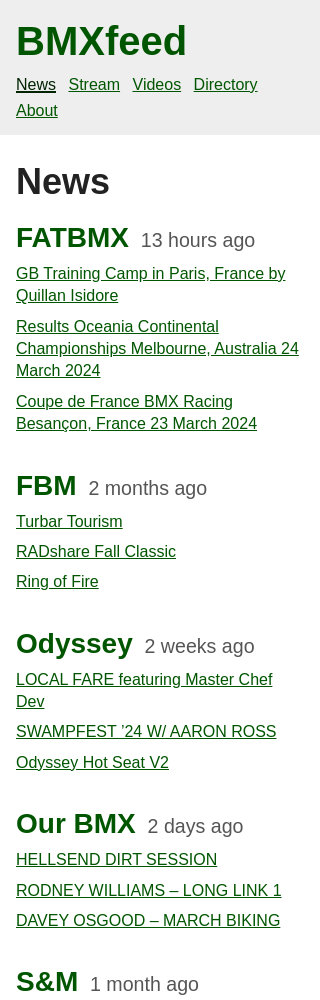 BMXfeed
News Stream Videos Directory
About
News
FATBMX 13 hours ago
GB Training Camp in Paris, France by
Quillan Isidore
Results Oceania Continental
Championships Melbourne, Australia 24
March 2024
Coupe de France BMX Racing
Besançon, France 23 March 2024
FBM 2 months ago
Turbar Tourism
RADshare Fall Classic
Ring of Fire
Odyssey 2 weeks ago
LOCAL FARE featuring Master Chef
Dev
SWAMPFEST ’24 W/ AARON ROSS
Odyssey Hot Seat V2
Our BMX 2 days ago
HELLSEND DIRT SESSION
RODNEY WILLIAMS – LONG LINK 1
DAVEY OSGOOD – MARCH BIKING
S&M 1 month ago